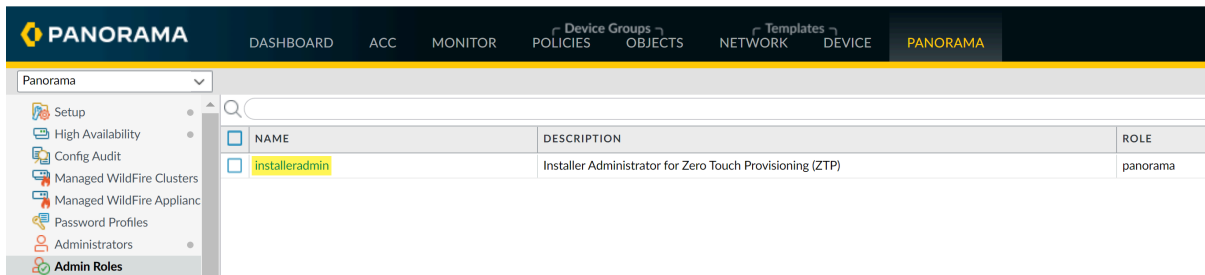 PANORAMA
Device Groups
Templates
DASHBOARD ACC MONITOR POLICIES OBJECTS NETWORK DEVICE PANORAMA
Panorama
Setup
High Availability
Config Audit
Managed WildFire Clusters
Managed WildFire Applianc
Password Profiles
Administrators
Admin Roles
NAME DESCRIPTION ROLE
installeradmin Installer Administrator for Zero Touch Provisioning (ZTP) panorama